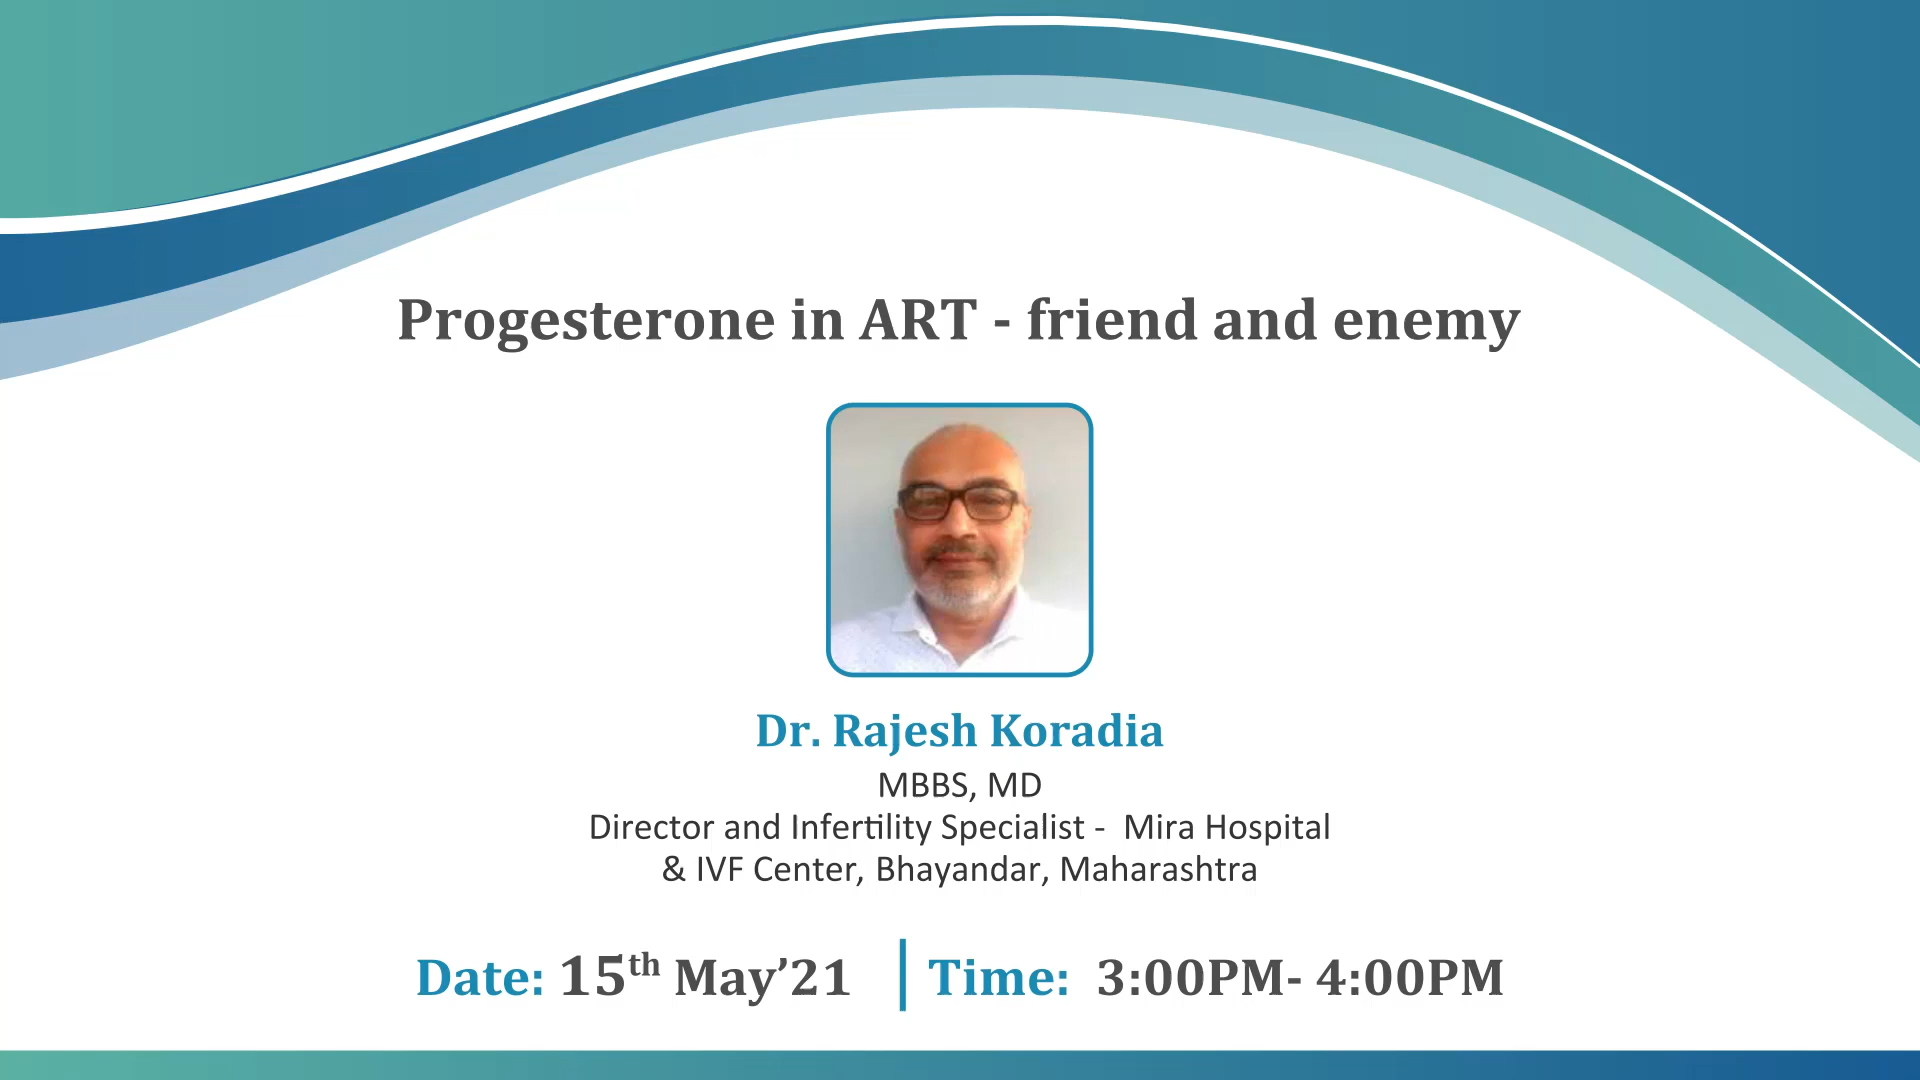 Progesterone in ART - friend and enemy
Dr. Rajesh Koradia
MBBS, MD
Director and Infertility Specialist - Mira Hospital
& IVF Center, Bhayandar, Maharashtra
Date: 15th May’21 | Time: 3:00PM- 4:00PM